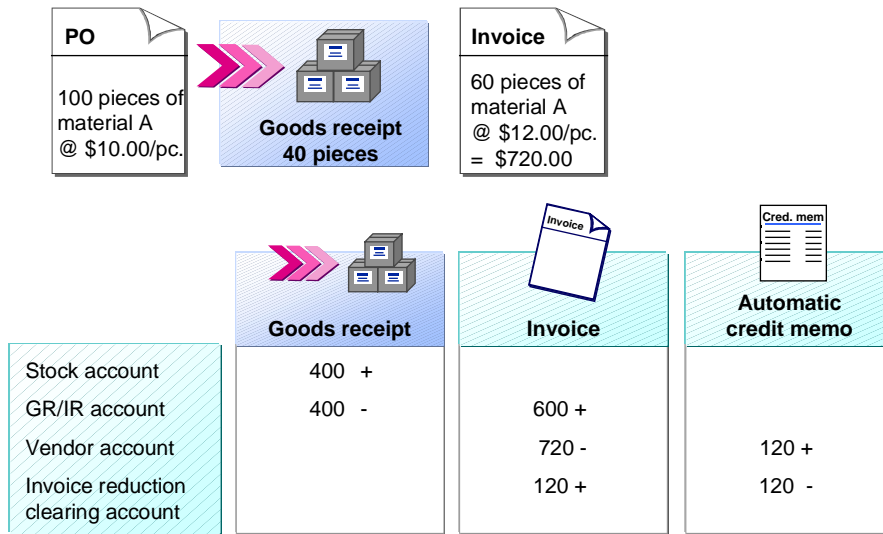 PO
100 pieces of
material A
@ $10.00/pc.
Goods receipt
40 pieces
Invoice
60 pieces of
material A
@ $12.00/pc.
= $720.00
Invoice
Cred. mem
Goods receipt
Invoice
Automatic
credit memo
Stock account 400 +
GR/IR account 400 - 600 +
Vendor account 720 - 120 +
Invoice reduction 120 + 120 -
clearing account